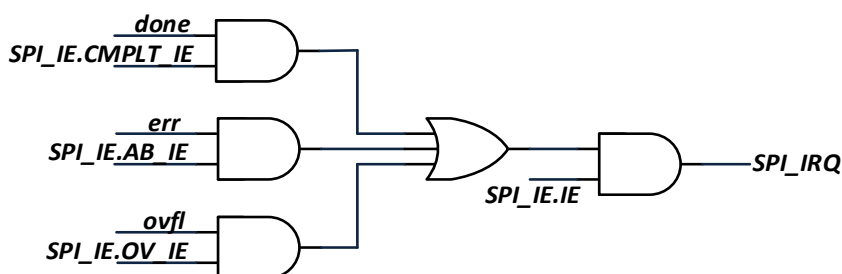 done
SPI_IE.CMPLT_IE
err
SPI_IE.AB_IE
SPI_IRQ
SPI_IE.IE
ovfl
SPI_IE.OV_IE